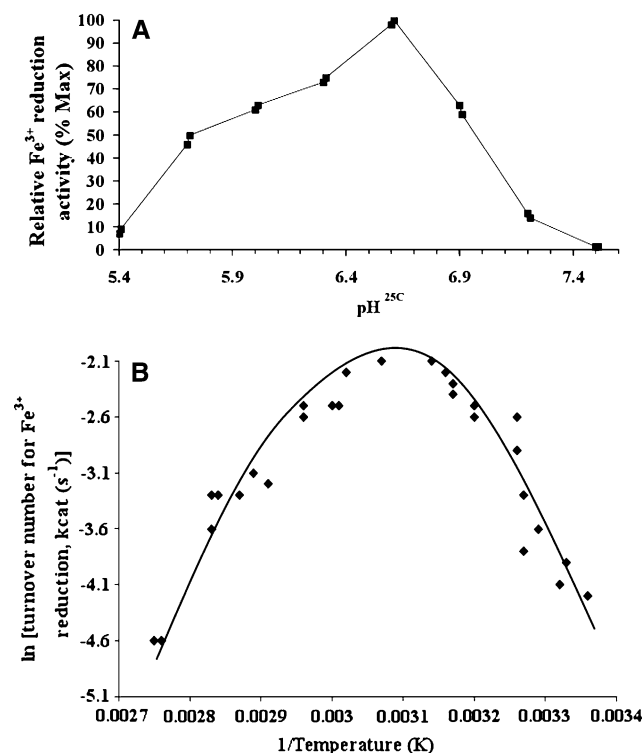 A
Relative Fe³⁺ reduction
activity (% Max)
100
90
80
70
60
50
40
30
20
10
0
5.4 5.9 6.4 6.9 7.4
pH ²⁵ᶜ
B
ln [turnover number for Fe³⁺
reduction, kcat (s⁻¹)]
-2.1
-2.6
-3.1
-3.6
-4.1
-4.6
-5.1
0.0027 0.0028 0.0029 0.003 0.0031 0.0032 0.0033 0.0034
1/Temperature (K)